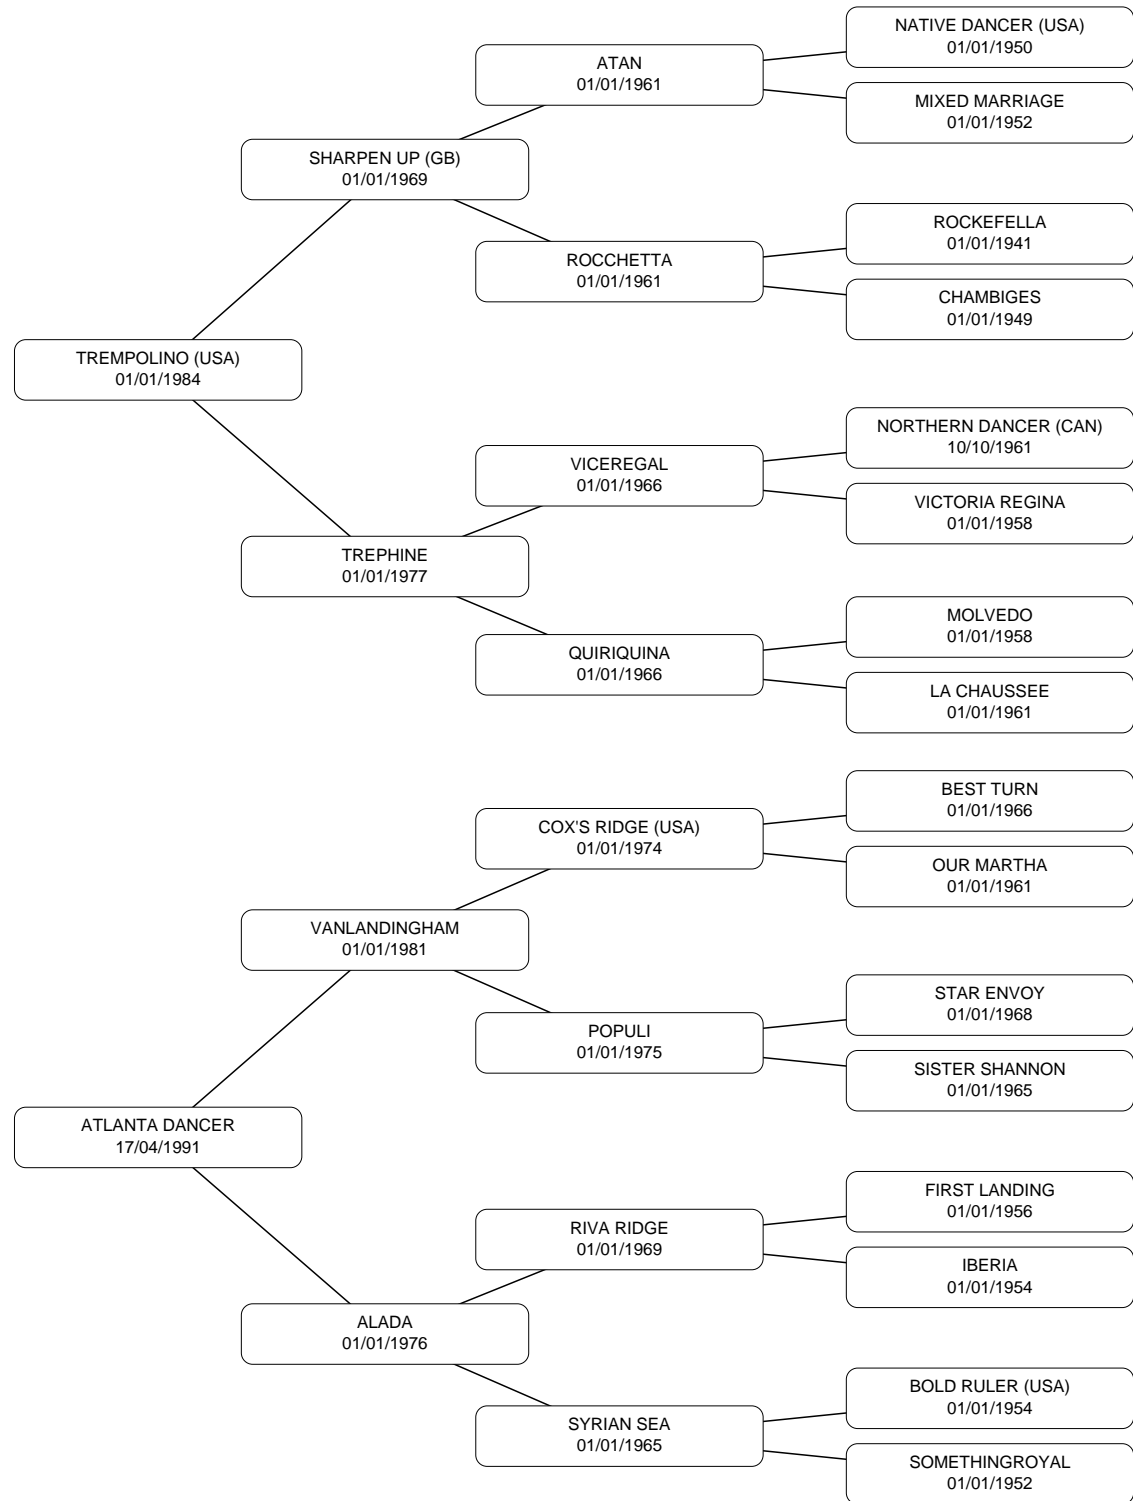 NATIVE DANCER (USA)
01/01/1950
ATAN
01/01/1961
MIXED MARRIAGE
01/01/1952
SHARPEN UP (GB)
01/01/1969
ROCKEFELLA
01/01/1941
ROCCHETTA
01/01/1961
CHAMBIGES
01/01/1949
TREMPOLINO (USA)
01/01/1984
NORTHERN DANCER (CAN)
10/10/1961
VICEREGAL
01/01/1966
VICTORIA REGINA
01/01/1958
TREPHINE
01/01/1977
MOLVEDO
01/01/1958
QUIRIQUINA
01/01/1966
LA CHAUSSEE
01/01/1961
BEST TURN
01/01/1966
COX'S RIDGE (USA)
01/01/1974
OUR MARTHA
01/01/1961
VANLANDINGHAM
01/01/1981
STAR ENVOY
01/01/1968
POPULI
01/01/1975
SISTER SHANNON
01/01/1965
ATLANTA DANCER
17/04/1991
FIRST LANDING
01/01/1956
RIVA RIDGE
01/01/1969
IBERIA
01/01/1954
ALADA
01/01/1976
BOLD RULER (USA)
01/01/1954
SYRIAN SEA
01/01/1965
SOMETHINGROYAL
01/01/1952